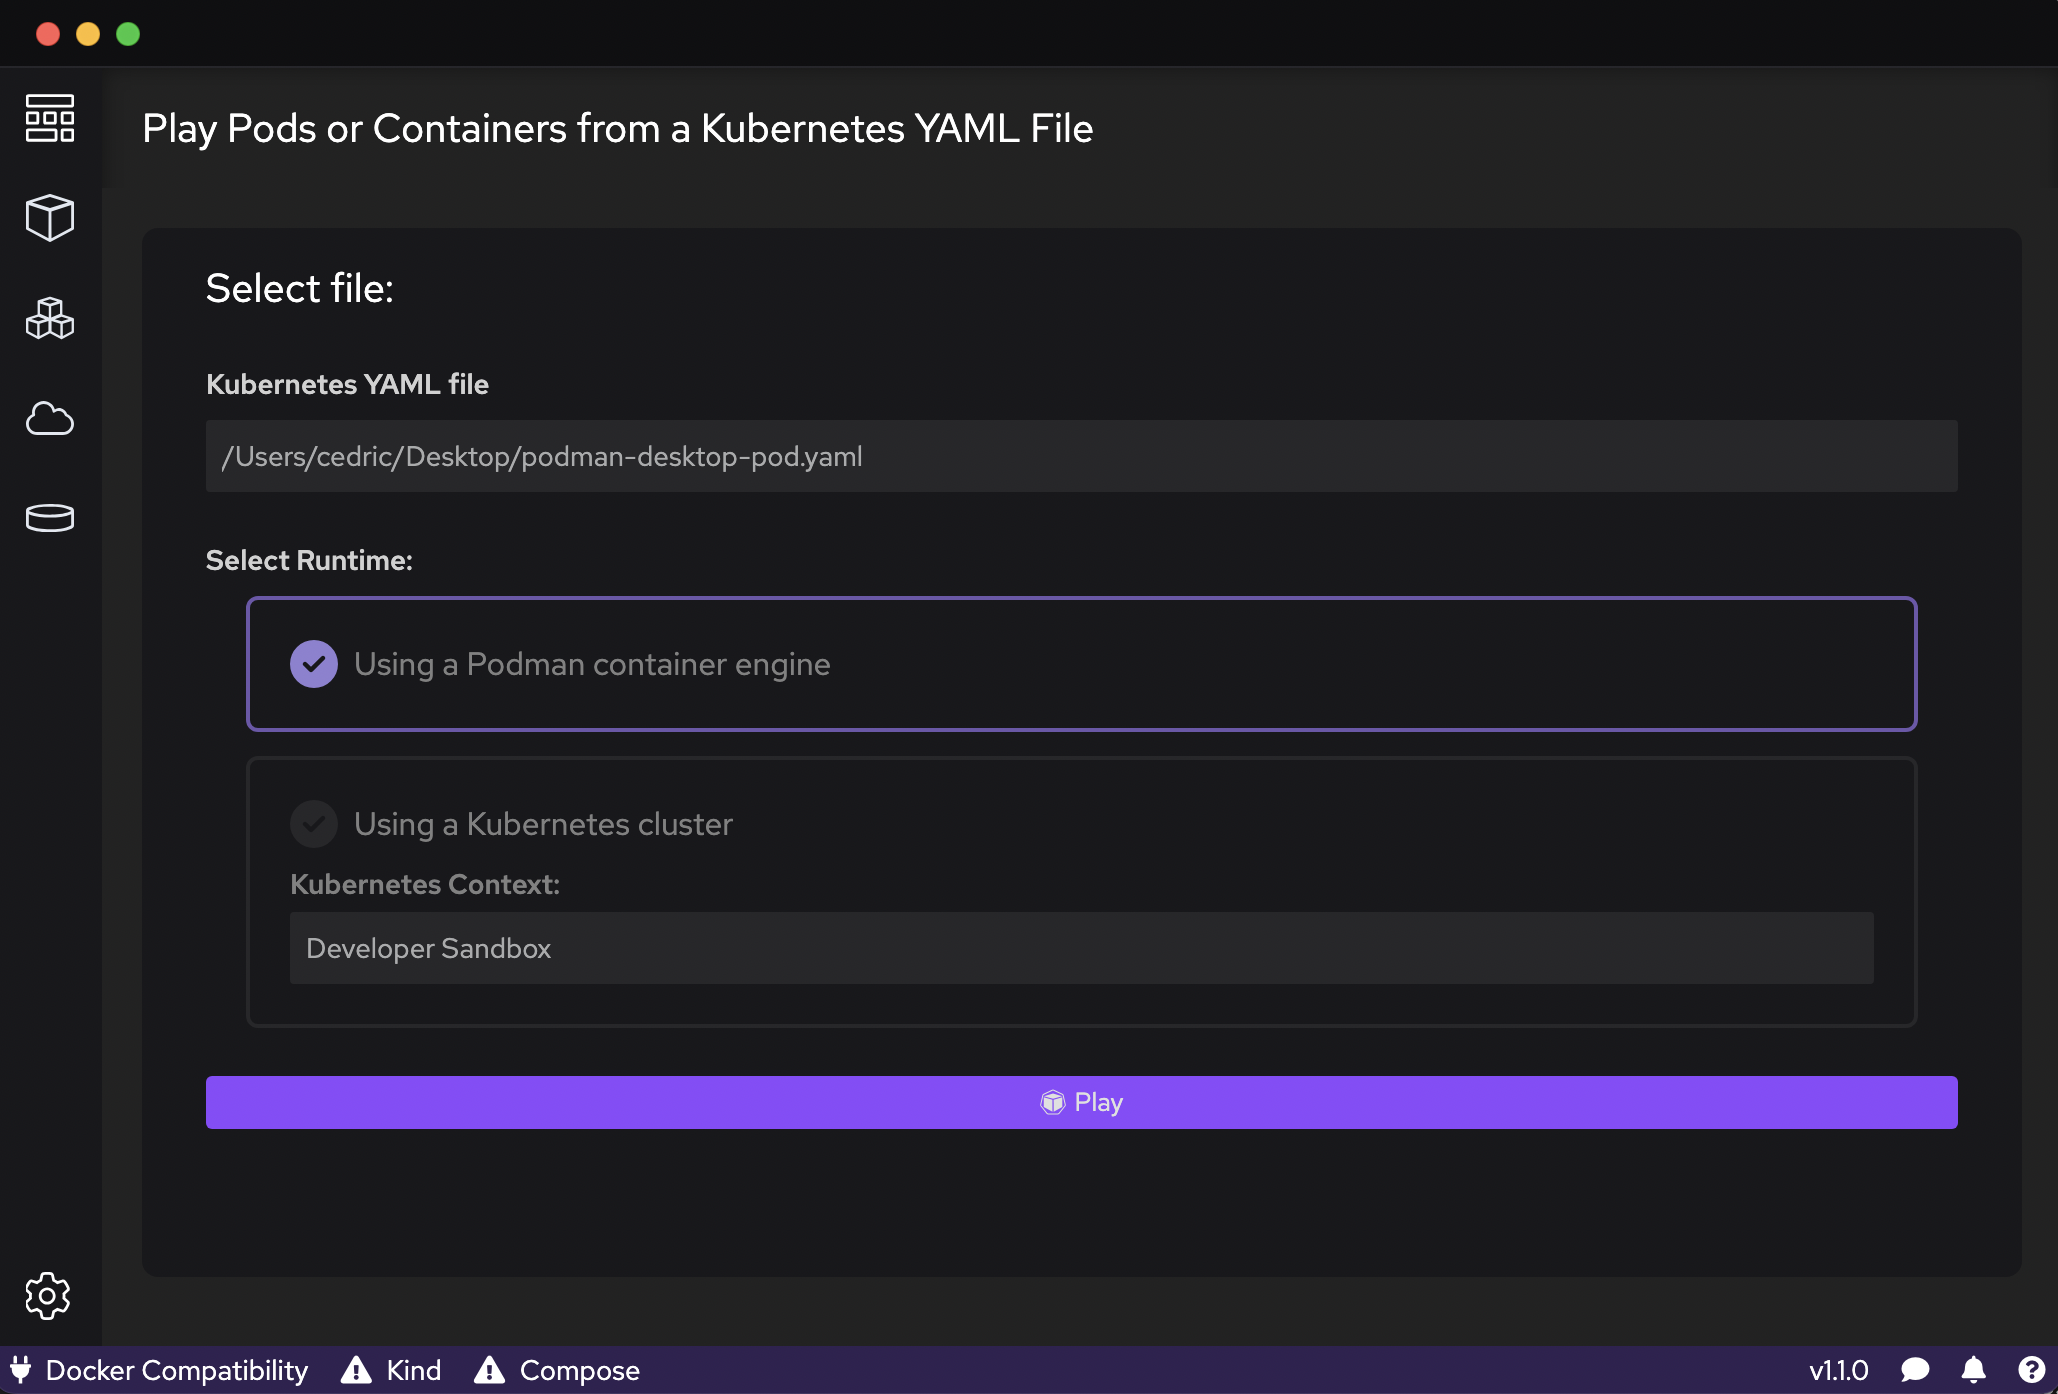 Play Pods or Containers from a Kubernetes YAML File
Select file:
Kubernetes YAML file
/Users/cedric/Desktop/podman-desktop-pod.yaml
Select Runtime:
Using a Podman container engine
Using a Kubernetes cluster
Kubernetes Context:
Developer Sandbox
Play
Docker Compatibility Kind Compose v1.1.0